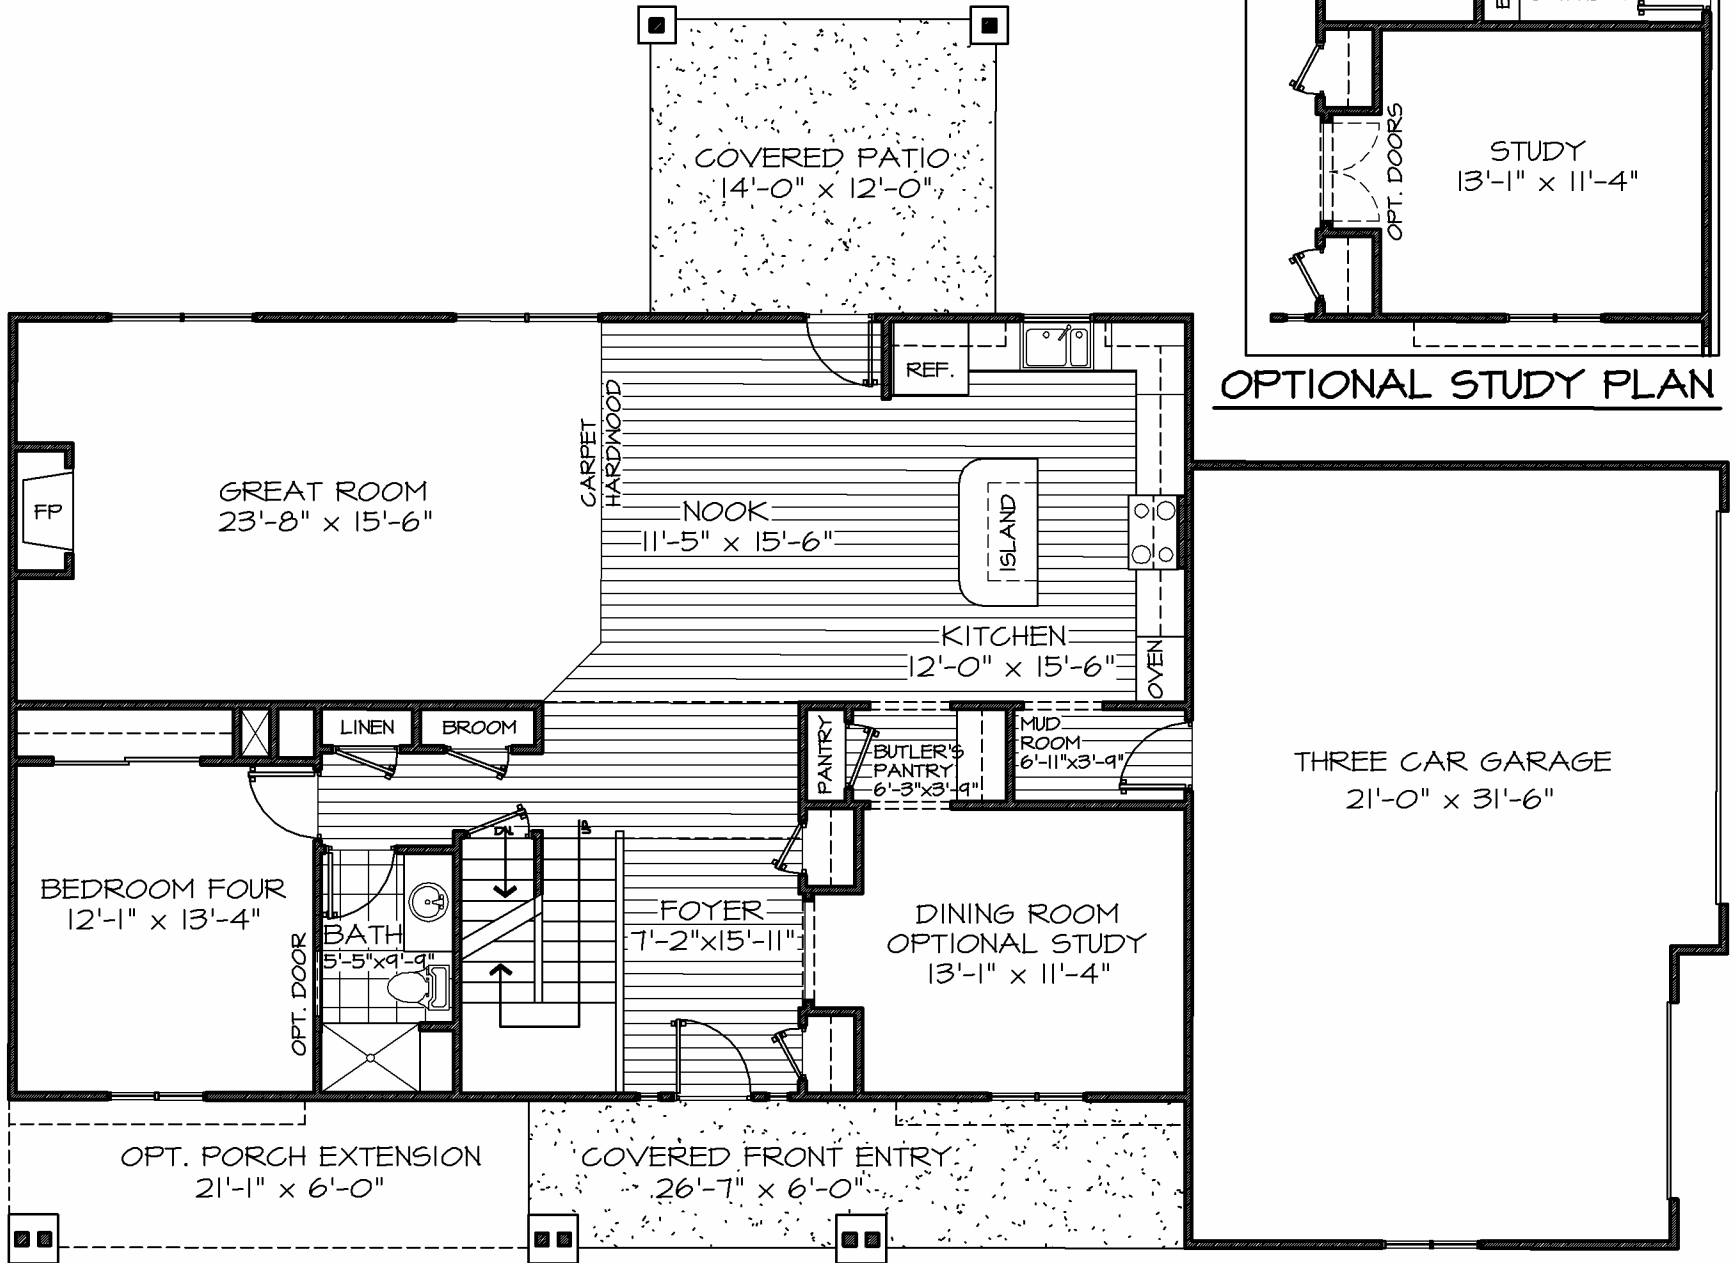 COVERED PATIO
14'-0" x 12'-0"
OPT. DOORS
STUDY
13'-1" x 11'-4"
OPTIONAL STUDY PLAN
REF.
CARPET
HARDWOOD
GREAT ROOM
23'-8" x 15'-6"
FP
NOOK
11'-5" x 15'-6"
ISLAND
KITCHEN
12'-0" x 15'-6"
OVEN
LINEN
BROOM
PANTRY
BUTLER'S
PANTRY
6'-3"x3'-9"
MUD
ROOM
6'-11"x3'-9"
THREE CAR GARAGE
21'-0" x 31'-6"
DN.
UP
BEDROOM FOUR
12'-1" x 13'-4"
OPT. DOOR
BATH
5'-5"x9'-9"
FOYER
7'-2"x15'-11"
DINING ROOM
OPTIONAL STUDY
13'-1" x 11'-4"
OPT. PORCH EXTENSION
21'-1" x 6'-0"
COVERED FRONT ENTRY
26'-7" x 6'-0"